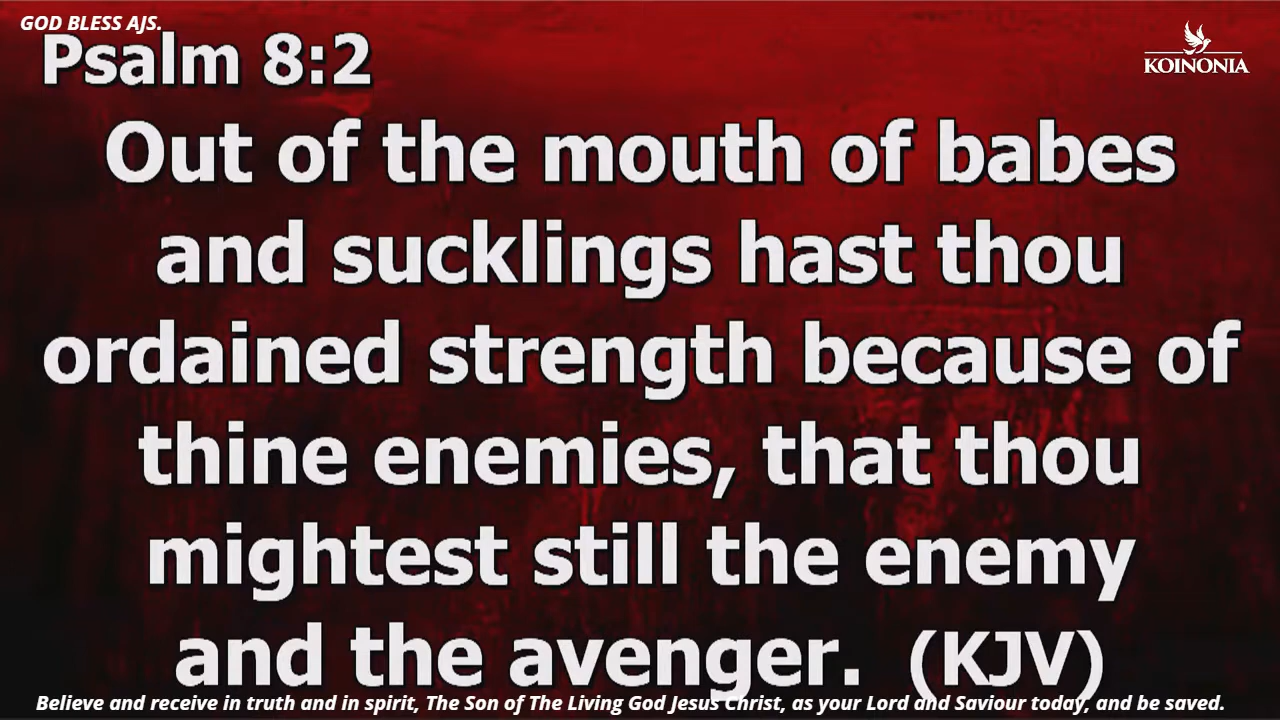 GOD BLESS AJS.
Psalm 8:2
KOINONIA
Out of the mouth of babes
and sucklings hast thou
ordained strength because of
thine enemies, that thou
mightest still the enemy
and the avenger. (KJV)
Believe and receive in truth and in spirit, The Son of The Living God Jesus Christ, as your Lord and Saviour today, and be saved.